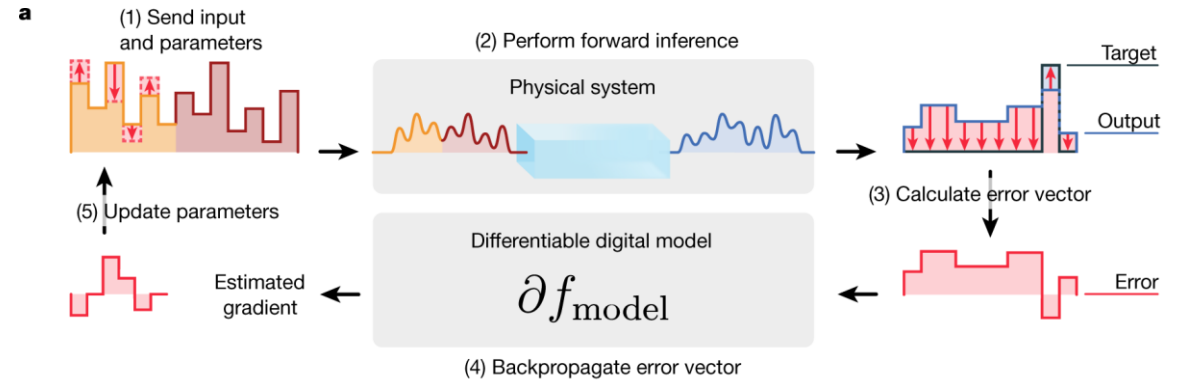 a
(1) Send input
and parameters
(2) Perform forward inference
Physical system
Target
Output
(3) Calculate error vector
(5) Update parameters
Differentiable digital model
∂f model
Estimated
gradient
Error
(4) Backpropagate error vector